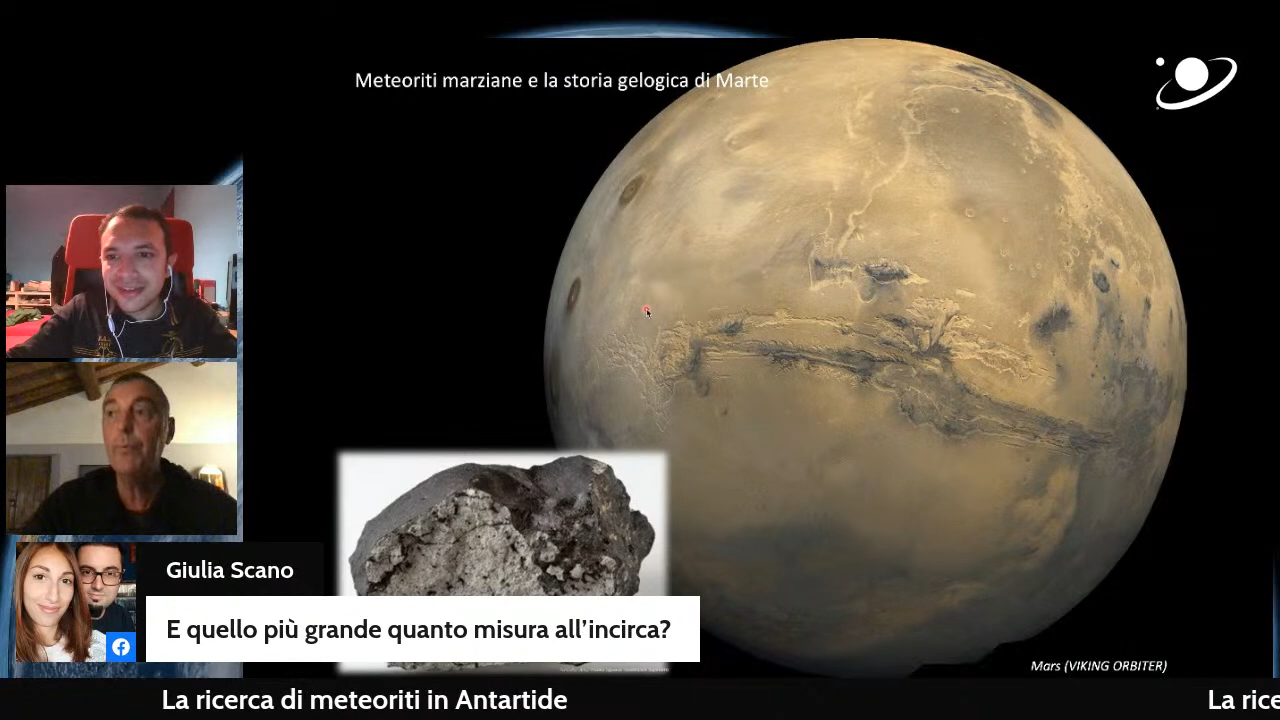 Meteoriti marziane e la storia gelogica di Marte
Giulia Scano
E quello più grande quanto misura all’incirca?
Mars (VIKING ORBITER)
La ricerca di meteoriti in Antartide
La rice